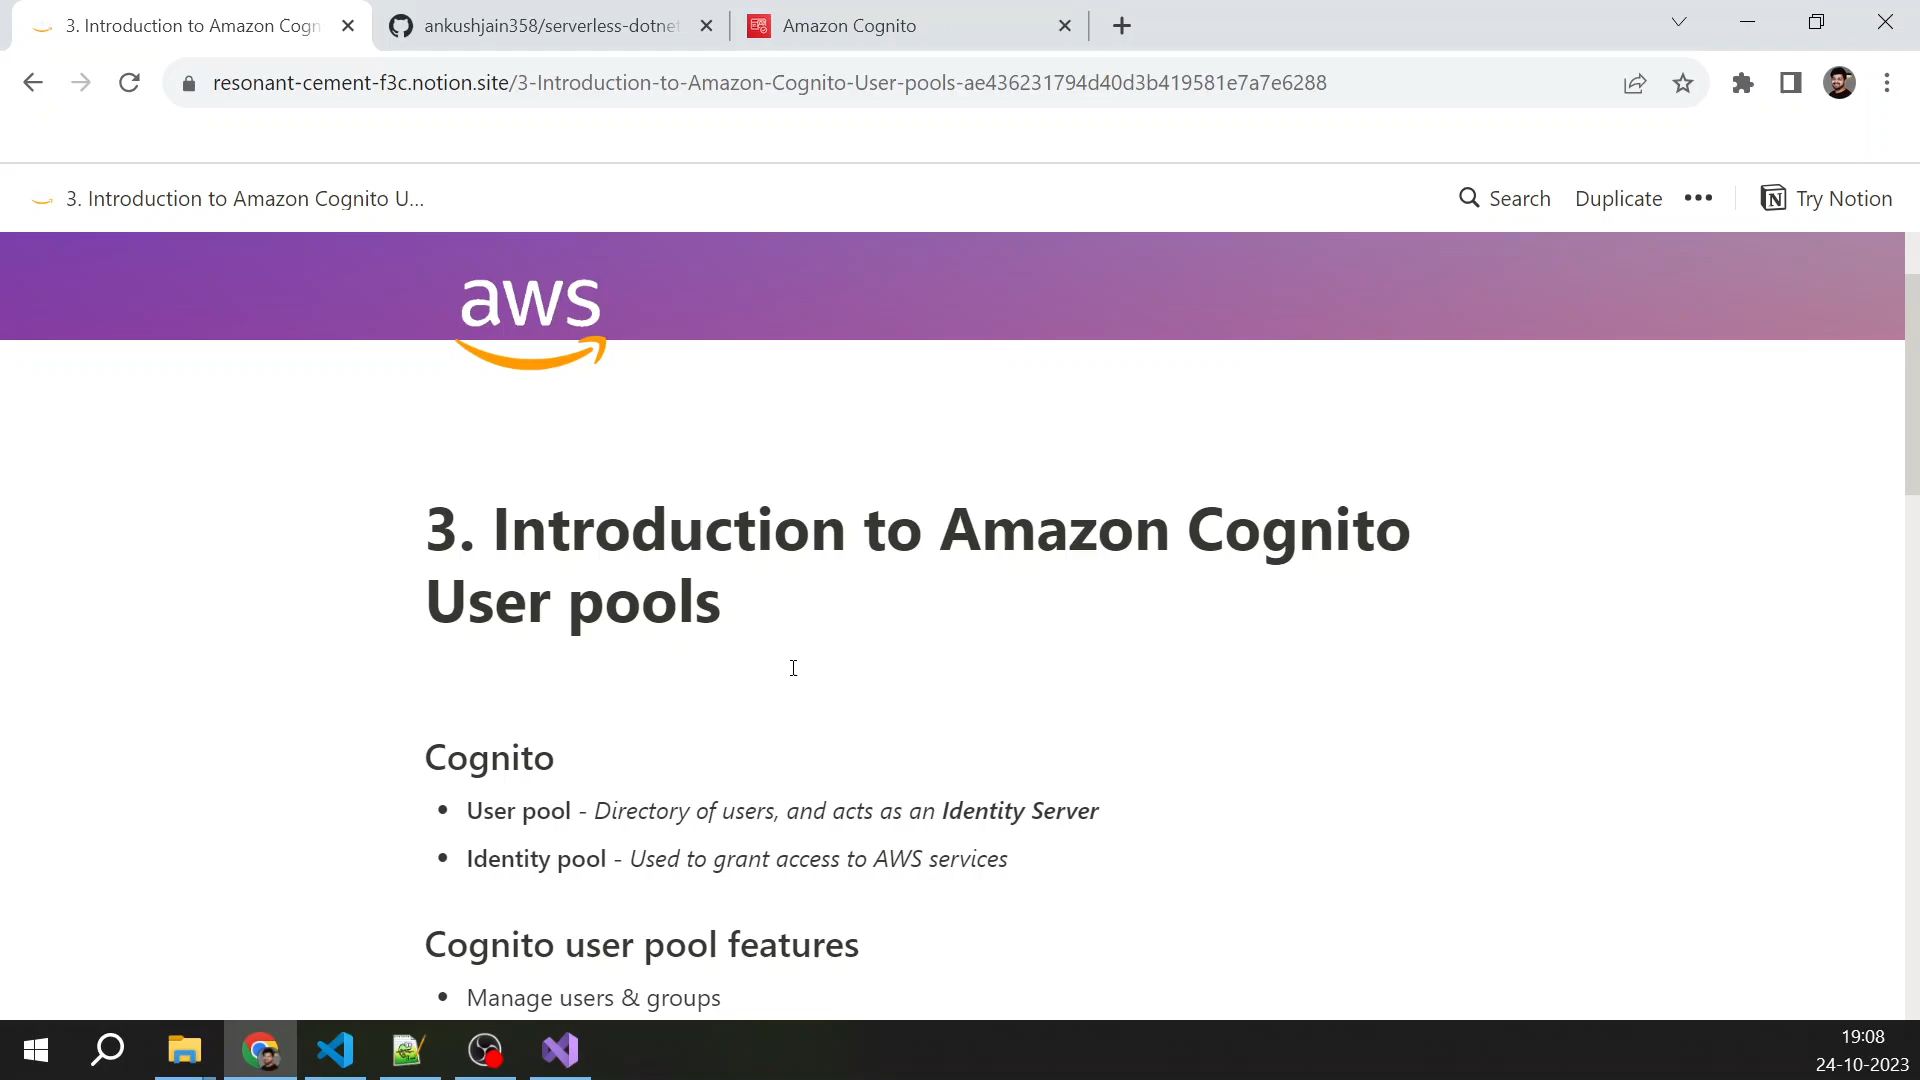 3. Introduction to Amazon Cogn
ankushjain358/serverless-dotnet
Amazon Cognito
resonant-cement-f3c.notion.site/3-Introduction-to-Amazon-Cognito-User-pools-ae436231794d40d3b419581e7a7e6288
3. Introduction to Amazon Cognito U...
Search
Duplicate
Try Notion
aws
3. Introduction to Amazon Cognito
User pools
Cognito
• User pool - Directory of users, and acts as an Identity Server
• Identity pool - Used to grant access to AWS services
Cognito user pool features
• Manage users & groups
19:08
24-10-2023